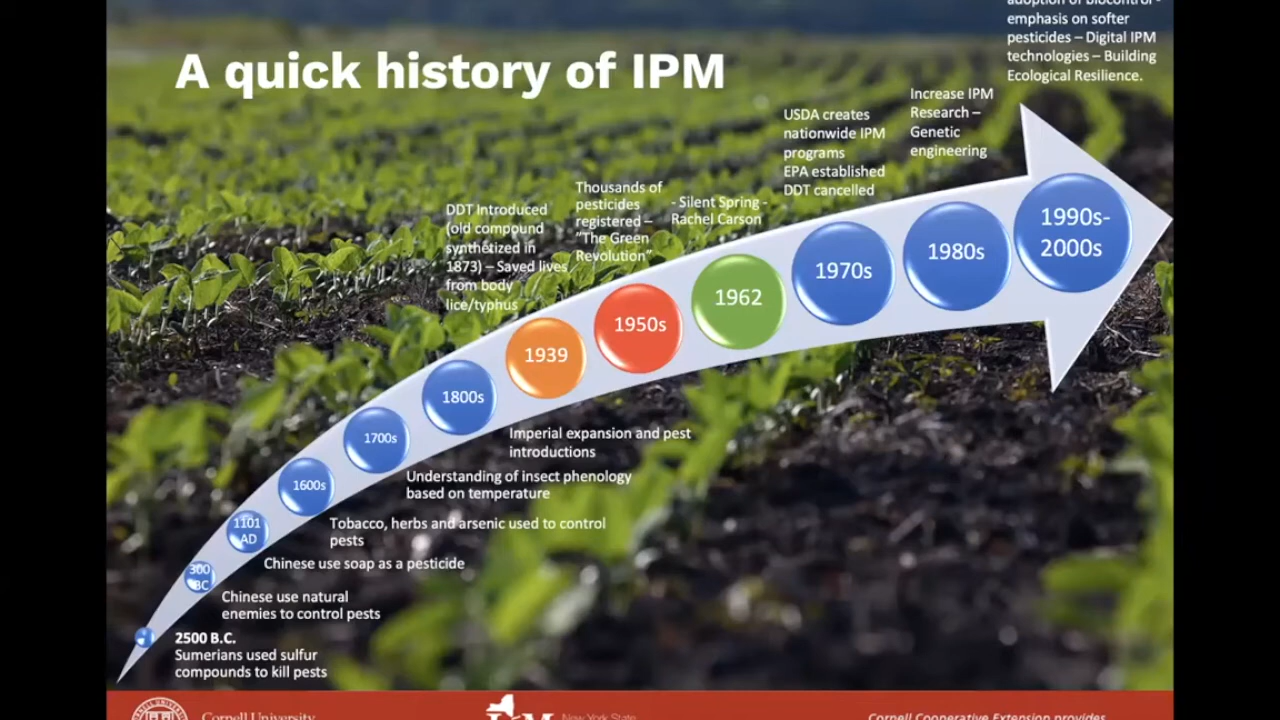 adoption of biocontrol -
emphasis on softer
pesticides – Digital IPM
technologies – Building
Ecological Resilience.
A quick history of IPM
Increase IPM
Research –
Genetic
engineering
USDA creates
nationwide IPM
programs
EPA established
DDT cancelled
Thousands of
pesticides
registered –
"The Green
Revolution"
- Silent Spring -
Rachel Carson
DDT Introduced
(old compound
synthetized in
1873) – Saved lives
from body
lice/typhus
1990s-
2000s
1980s
1970s
1962
1950s
1939
1800s
Imperial expansion and pest
introductions
1700s
Understanding of insect phenology
based on temperature
1600s
Tobacco, herbs and arsenic used to control
pests
1101
AD
Chinese use soap as a pesticide
300
BC
Chinese use natural
enemies to control pests
2500 B.C.
Sumerians used sulfur
compounds to kill pests
Cornell University
New York State
Cornell Cooperative Extension provides